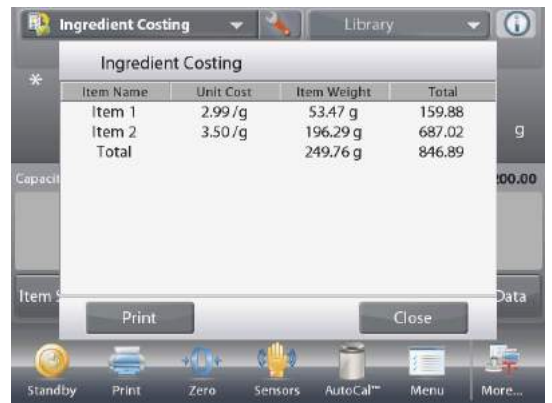 Ingredient Costing Library
Ingredient Costing
*
Item Name Unit Cost Item Weight Total
Item 1 2.99/g 53.47 g 159.88
Item 2 3.50/g 196.29 g 687.02
g
Total 249.76 g 846.89
Capacit 200.00
Item S Data
Print Close
Standby Print Zero Sensors AutoCal™ Menu More...